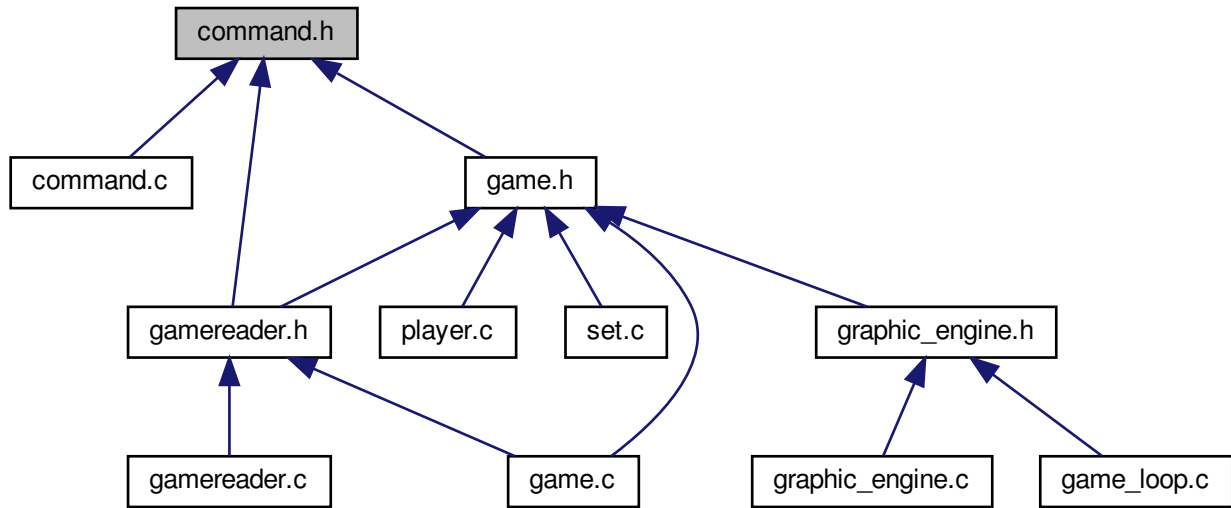 command.h
command.c
game.h
gamereader.h
player.c
set.c
graphic_engine.h
gamereader.c
game.c
graphic_engine.c
game_loop.c